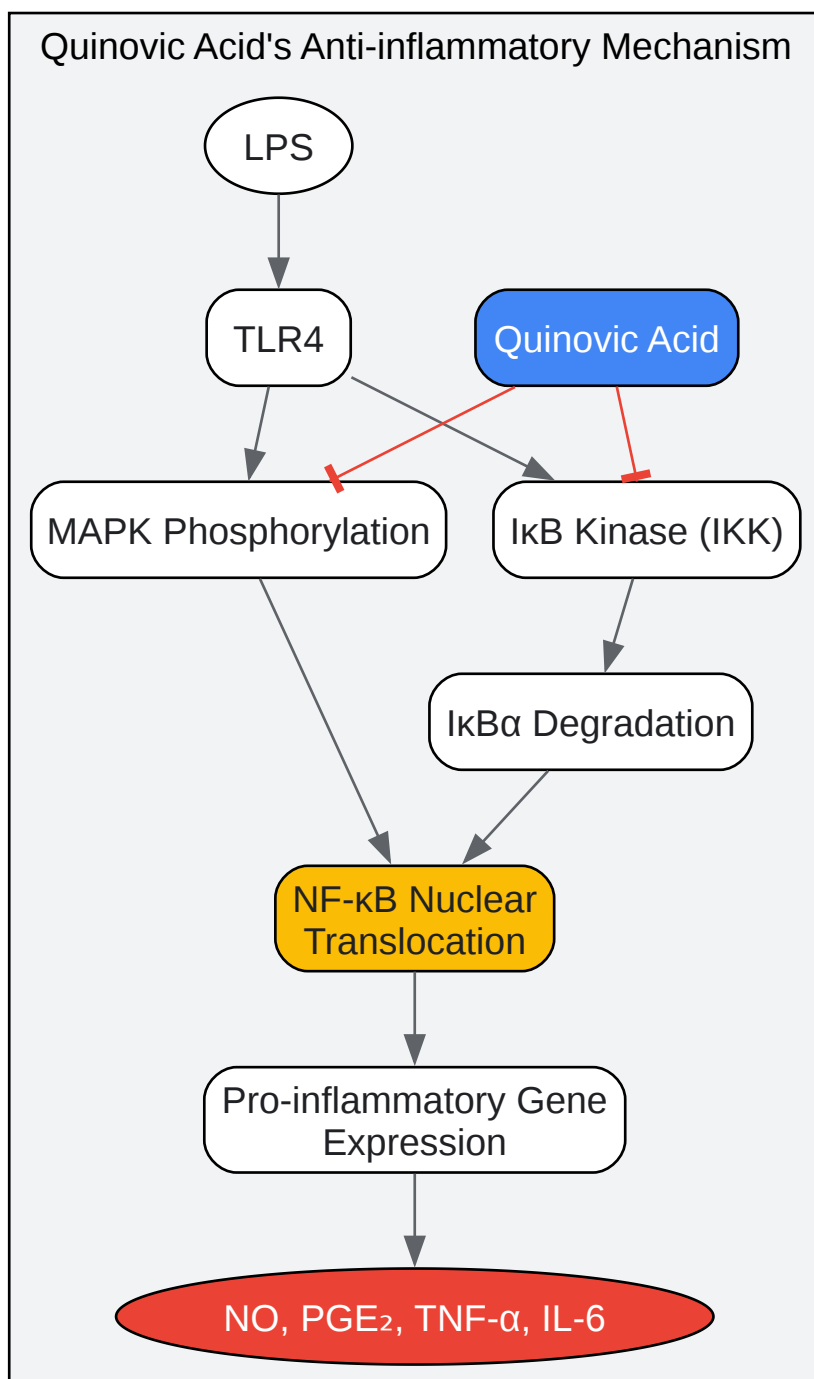 Quinovic Acid's Anti-inflammatory Mechanism
LPS
TLR4
Quinovic Acid
MAPK Phosphorylation
IκB Kinase (IKK)
IκBα Degradation
NF-κB Nuclear
Translocation
Pro-inflammatory Gene
Expression
NO, PGE₂, TNF-α, IL-6